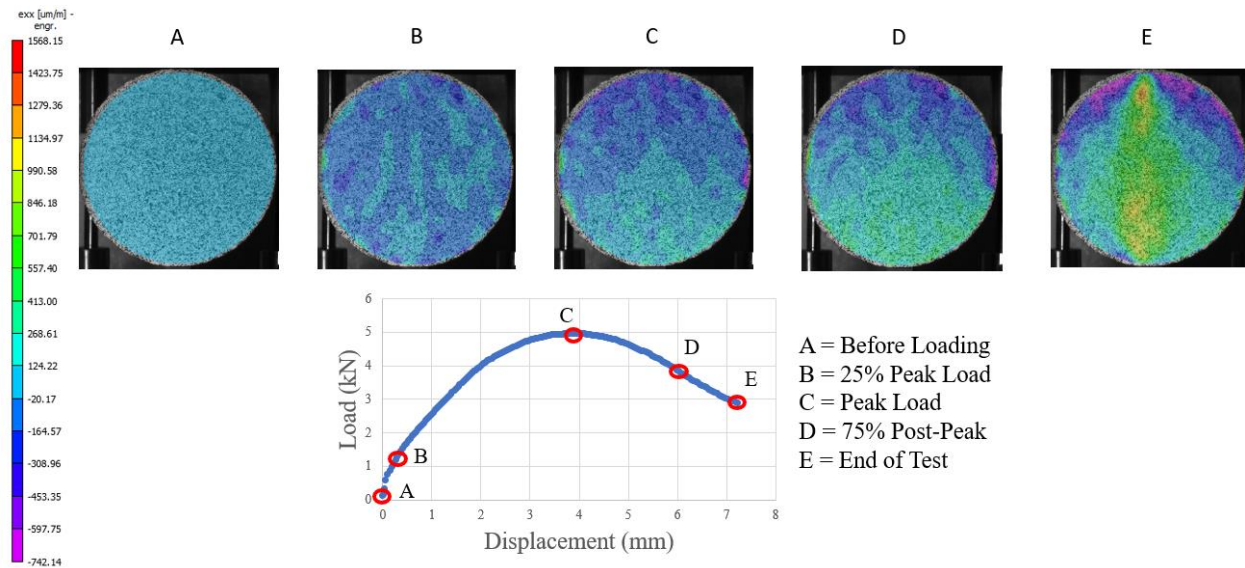 exx [um/m] -
engr.
1568.15
1423.75
1279.36
1134.97
990.58
846.18
701.79
557.40
413.00
268.61
124.22
-20.17
-164.57
-308.96
-453.35
-597.75
-742.14
A
B
C
D
E
Load (kN)
6
5
4
3
2
1
0
A
B
C
D
E
0 1 2 3 4 5 6 7 8
Displacement (mm)
A = Before Loading
B = 25% Peak Load
C = Peak Load
D = 75% Post-Peak
E = End of Test